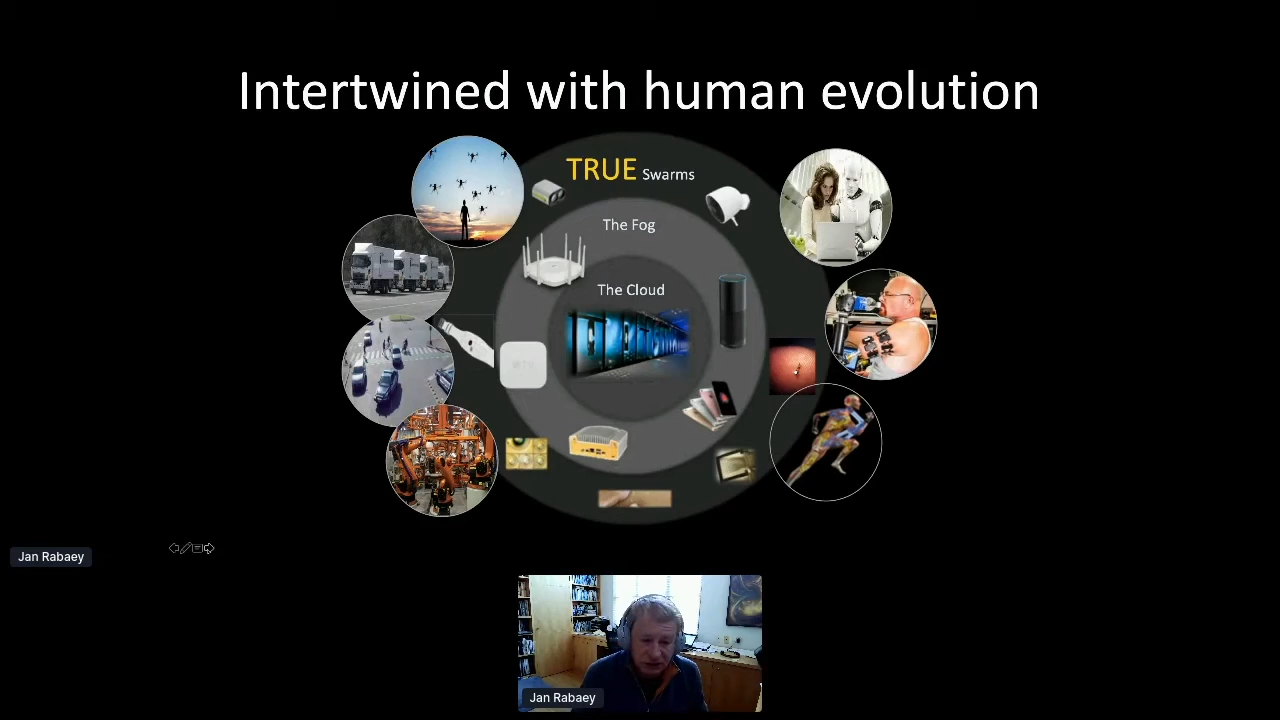 Intertwined with human evolution
TRUE Swarms
The Fog
The Cloud
Jan Rabaey
Jan Rabaey